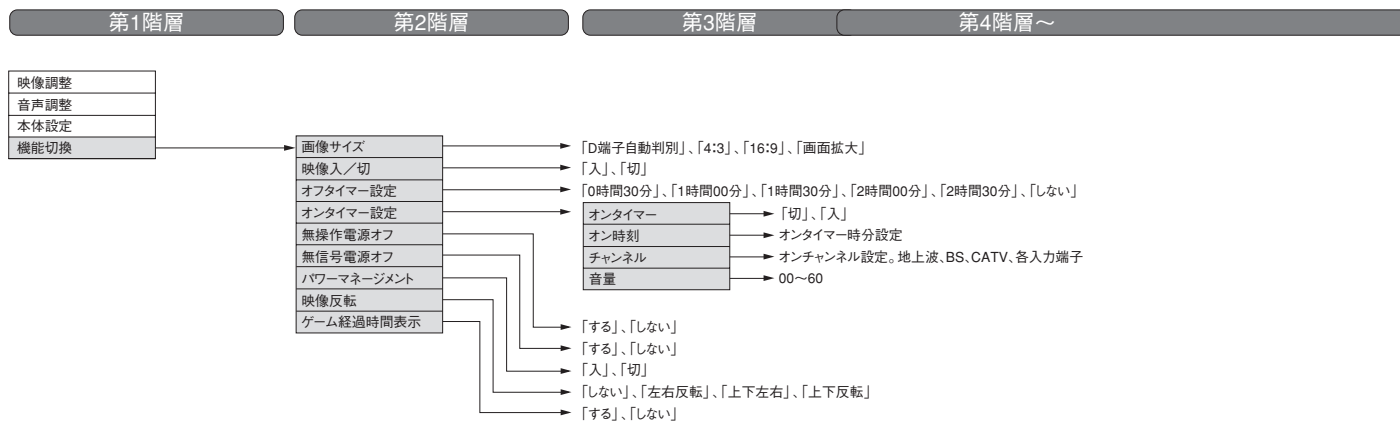 第1階層
第2階層
第3階層
第4階層～
映像調整
音声調整
本体設定
機能切換
画像サイズ
「D端子自動判別」、「4:3」、「16:9」、「画面拡大」
映像入／切
「入」、「切」
オフタイマー設定
「0時間30分」、「1時間00分」、「1時間30分」、「2時間00分」、「2時間30分」、「しない」
オンタイマー設定
オンタイマー
「切」、「入」
オン時刻
オンタイマー時分設定
チャンネル
オンチャンネル設定。地上波、BS、CATV、各入力端子
音量
00～60
無操作電源オフ
無信号電源オフ
パワーマネージメント
映像反転
ゲーム経過時間表示
「する」、「しない」
「する」、「しない」
「入」、「切」
「しない」、「左右反転」、「上下左右」、「上下反転」
「する」、「しない」